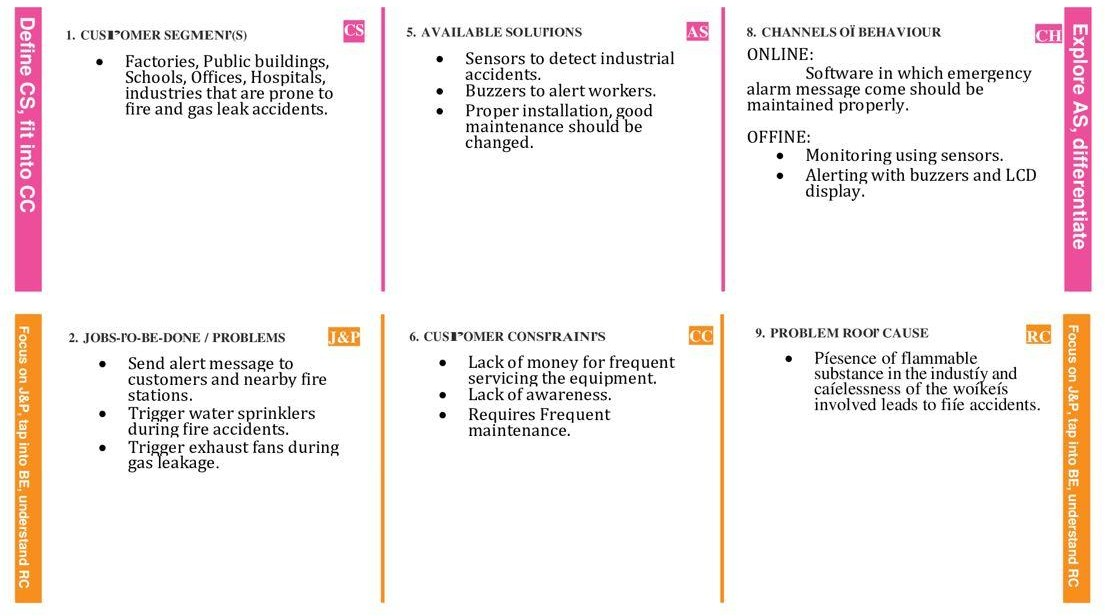 Define CS, fit into CC
1. CUSTOMER SEGMENT(S)
CS
• Factories, Public buildings,
Schools, Offices, Hospitals,
industries that are prone to
fire and gas leak accidents.
5. AVAILABLE SOLUTIONS
AS
• Sensors to detect industrial
accidents.
• Buzzers to alert workers.
• Proper installation, good
maintenance should be
changed.
8. CHANNELS OÏ BEHAVIOUR
CH
ONLINE:
Software in which emergency
alarm message come should be
maintained properly.
OFFINE:
• Monitoring using sensors.
• Alerting with buzzers and LCD
display.
Explore AS, differentiate
Focus on J&P, tap into BE, understand RC
2. JOBS-TO-BE-DONE / PROBLEMS
J&P
• Send alert message to
customers and nearby fire
stations.
• Trigger water sprinklers
during fire accidents.
• Trigger exhaust fans during
gas leakage.
6. CUSTOMER CONSTRAINTS
CC
• Lack of money for frequent
servicing the equipment.
• Lack of awareness.
• Requires Frequent
maintenance.
9. PROBLEM ROOT CAUSE
RC
• Píesence of flammable
substance in the industíy and
caíelessness of the woíkeís
involved leads to fiíe accidents.
Focus on J&P, tap into BE, understand RC